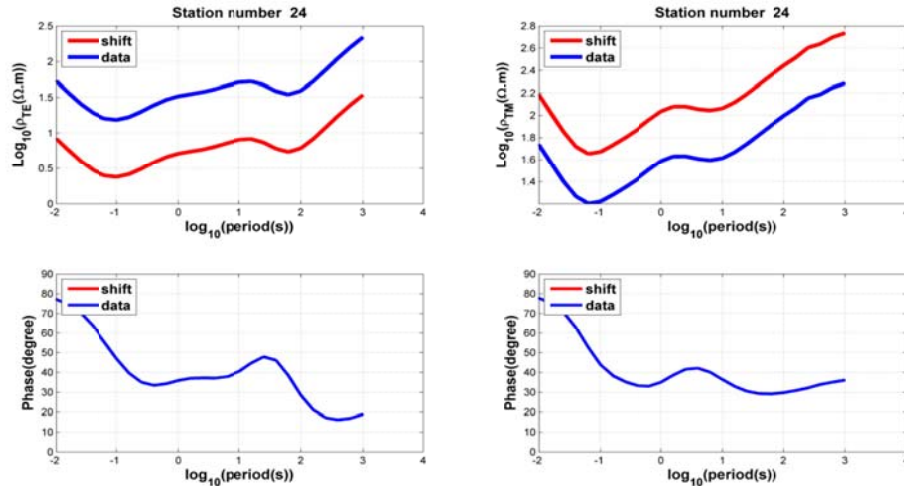 Station number 24
2.5
2
1.5
1
0.5
0
Log10(ρTE(Ω.m)
shift
data
-2 -1 0 1 2 3 4
log10(period(s))
Station number 24
2.8
2.6
2.4
2.2
2
1.8
1.6
1.4
Log10(ρTM(Ω.m)
shift
data
-2 -1 0 1 2 3 4
log10(period(s))
90
80
70
60
50
40
30
20
10
0
Phase(degree)
shift
data
-2 -1 0 1 2 3 4
log10(period(s))
90
80
70
60
50
40
30
20
10
0
Phase(degree)
shift
data
-2 -1 0 1 2 3 4
log10(period(s))